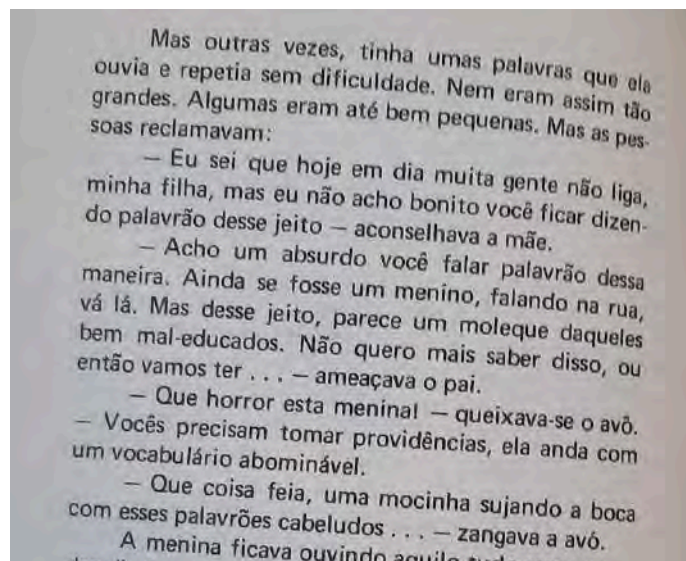 Mas outras vezes, tinha umas palavras que ela
ouvia e repetia sem dificuldade. Nem eram assim tão
grandes. Algumas eram até bem pequenas. Mas as pes-
soas reclamavam:
— Eu sei que hoje em dia muita gente não liga,
minha filha, mas eu não acho bonito você ficar dizen-
do palavrão desse jeito — aconselhava a mãe.
— Acho um absurdo você falar palavrão dessa
maneira. Ainda se fosse um menino, falando na rua,
vá lá. Mas desse jeito, parece um moleque daqueles
bem mal-educados. Não quero mais saber disso, ou
então vamos ter . . . — ameaçava o pai.
— Que horror esta menina! — queixava-se o avô.
— Vocês precisam tomar providências, ela anda com
um vocabulário abominável.
— Que coisa feia, uma mocinha sujando a boca
com esses palavrões cabeludos . . . — zangava a avó.
A menina ficava ouvindo aquilo